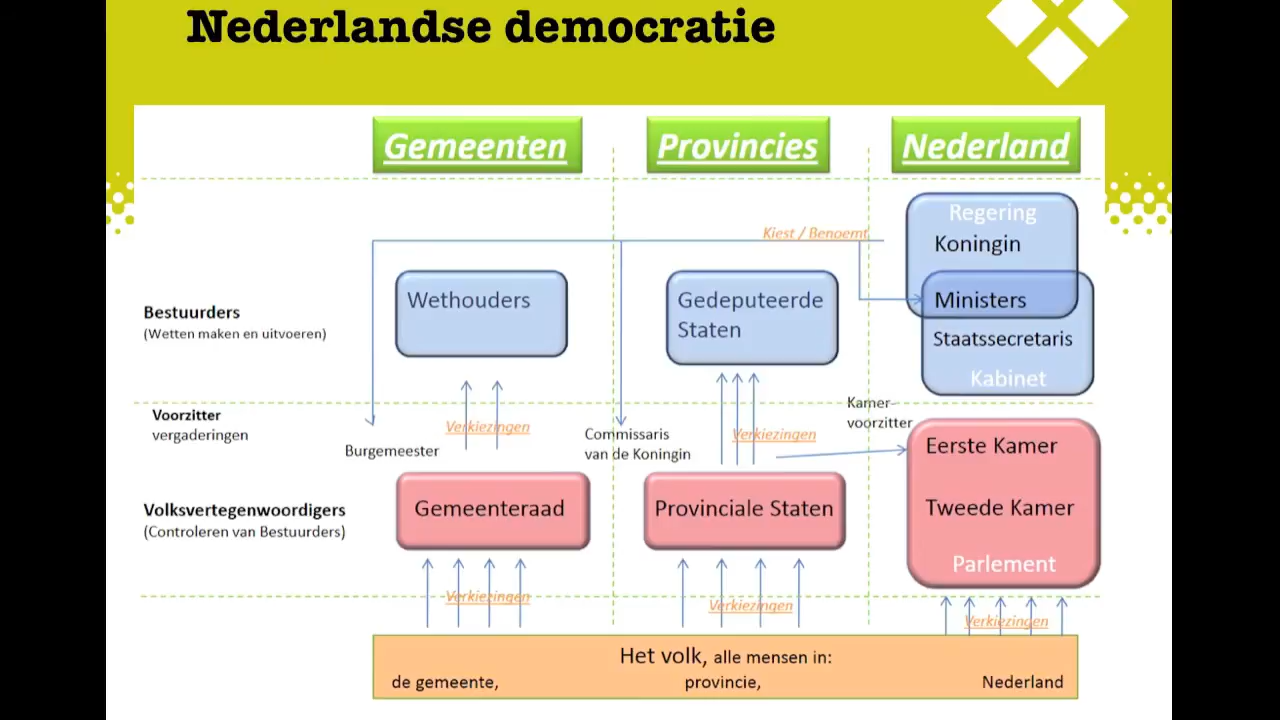 Nederlandse democratie
Gemeenten
Provincies
Nederland
Regering
Kiest / Benoemt
Koningin
Bestuurders
(Wetten maken en uitvoeren)
Wethouders
Gedeputeerde
Staten
Ministers
Staatssecretaris
Kabinet
Voorzitter
vergaderingen
Burgemeester
Verkiezingen
Commissaris
van de Koningin
Verkiezingen
Kamer-
voorzitter
Volksvertegenwoordigers
(Controleren van Bestuurders)
Gemeenteraad
Provinciale Staten
Eerste Kamer
Tweede Kamer
Parlement
Verkiezingen
Verkiezingen
Verkiezingen
Het volk, alle mensen in:
de gemeente,
provincie,
Nederland